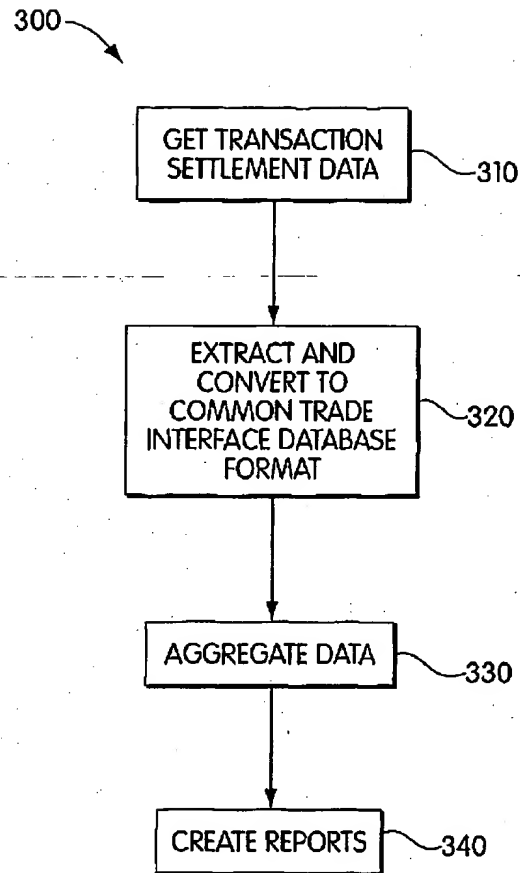 300
GET TRANSACTION
SETTLEMENT DATA
310
EXTRACT AND
CONVERT TO
COMMON TRADE
INTERFACE DATABASE
FORMAT
320
AGGREGATE DATA
330
CREATE REPORTS
340